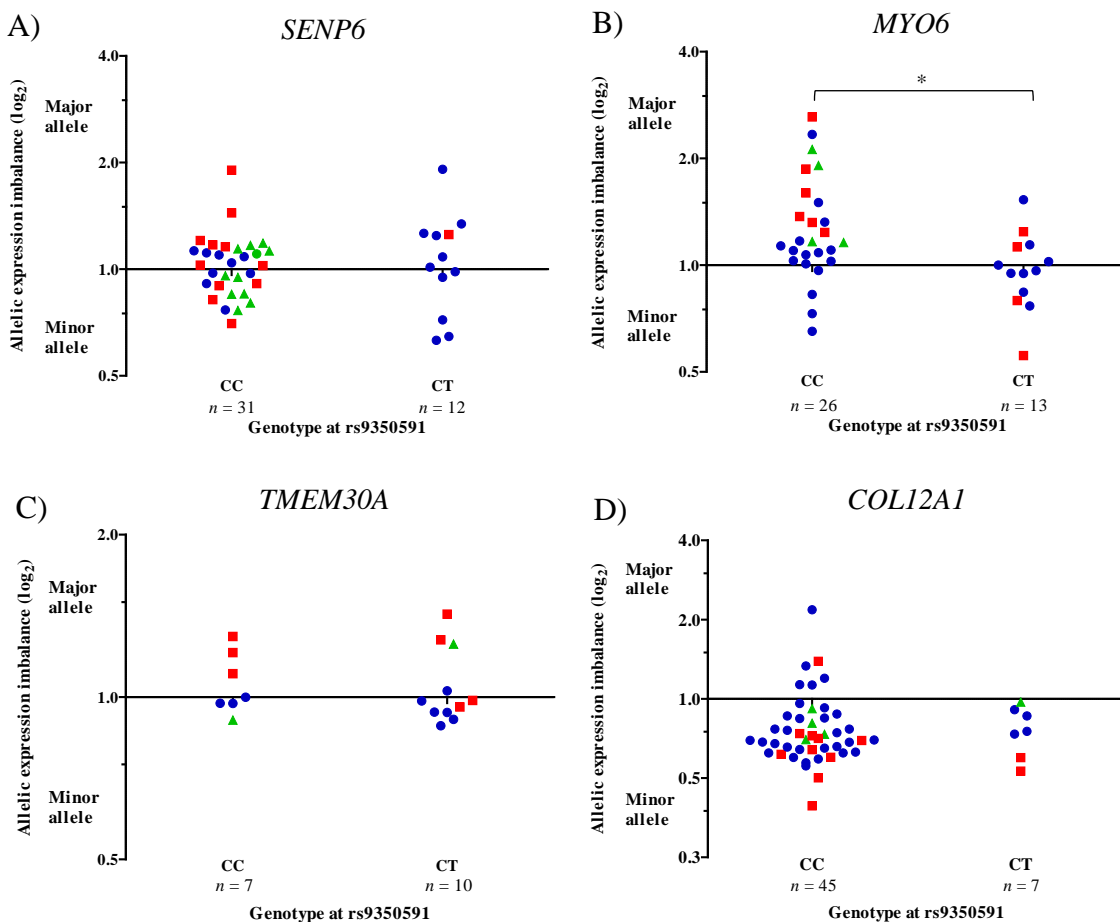 A)
SENP6
Allelic expression imbalance (log2)
4.0
Major
allele
2.0
1.0
Minor
allele
0.5
CC
CT
n = 31
n = 12
Genotype at rs9350591
B)
MYO6
Allelic expression imbalance (log2)
4.0
*
Major
allele
2.0
1.0
Minor
allele
0.5
CC
CT
n = 26
n = 13
Genotype at rs9350591
C)
TMEM30A
Allelic expression imbalance (log2)
2.0
Major
allele
1.0
Minor
allele
0.5
CC
CT
n = 7
n = 10
Genotype at rs9350591
D)
COL12A1
Allelic expression imbalance (log2)
4.0
Major
allele
2.0
1.0
0.5
Minor
allele
0.3
CC
CT
n = 45
n = 7
Genotype at rs9350591